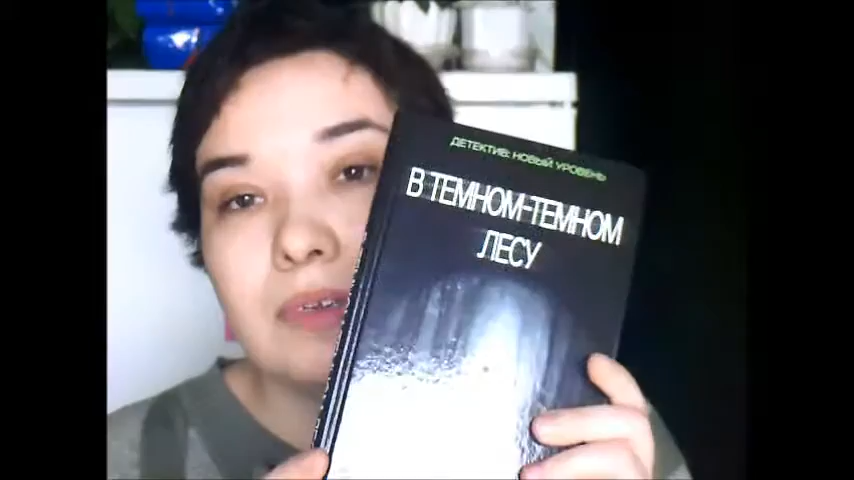 ДЕТЕКТИВ: НОВЫЙ УРОВЕНЬ
В ТЕМНОМ-ТЕМНОМ
ЛЕСУ